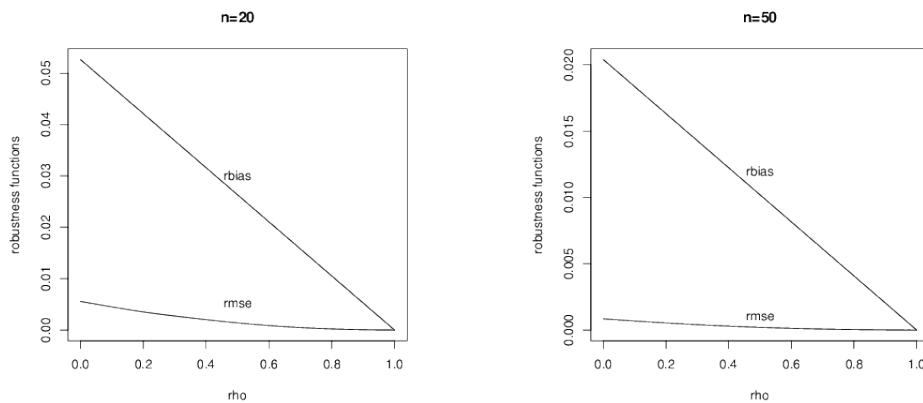 n=20
robustness functions
0.05
0.04
0.03
0.02
0.01
0.00
rbias
rmse
0.0 0.2 0.4 0.6 0.8 1.0
rho
n=50
robustness functions
0.020
0.015
0.010
0.005
0.000
rbias
rmse
0.0 0.2 0.4 0.6 0.8 1.0
rho